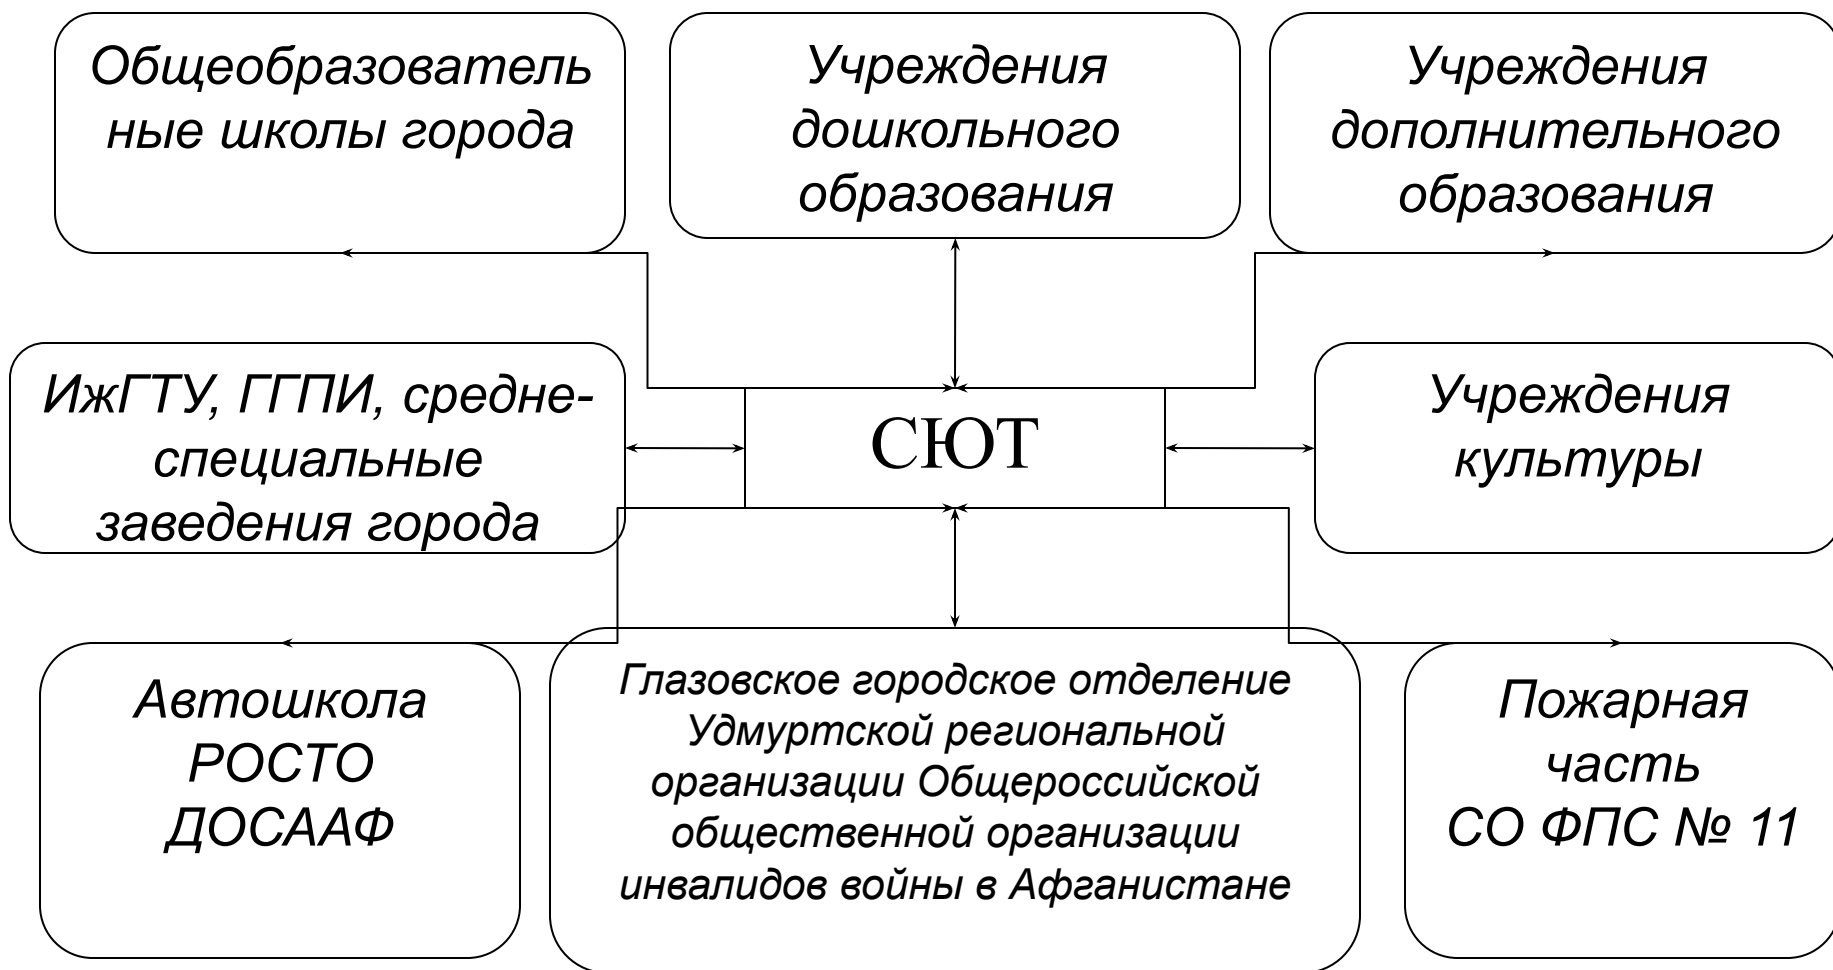 Общеобразователь
ные школы города
Учреждения
дошкольного
образования
Учреждения
дополнительного
образования
ИжГТУ, ГГПИ, средне-
специальные
заведения города
СЮТ
Учреждения
культуры
Автошкола
РОСТО
ДОСААФ
Глазовское городское отделение
Удмуртской региональной
организации Общероссийской
общественной организации
инвалидов войны в Афганистане
Пожарная
часть
СО ФПС № 11